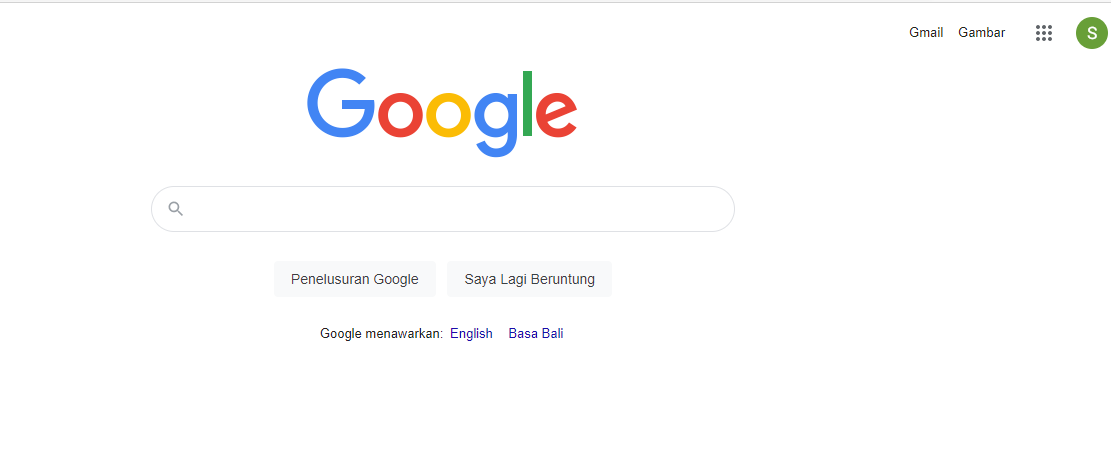 Gmail Gambar
S
Google
Penelusuran Google
Saya Lagi Beruntung
Google menawarkan: English Basa Bali